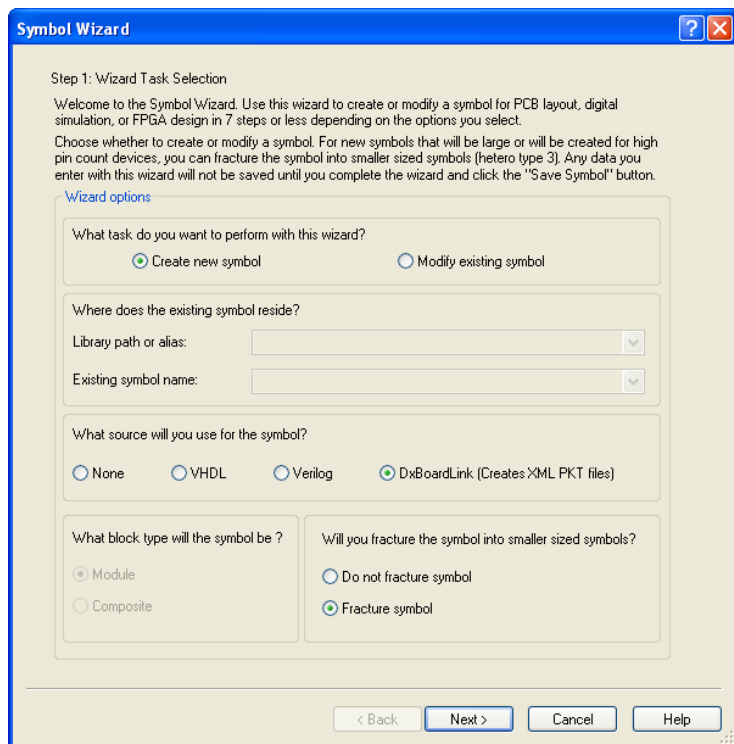 Symbol Wizard
Step 1: Wizard Task Selection
Welcome to the Symbol Wizard. Use this wizard to create or modify a symbol for PCB layout, digital
simulation, or FPGA design in 7 steps or less depending on the options you select.
Choose whether to create or modify a symbol. For new symbols that will be large or will be created for high
pin count devices, you can fracture the symbol into smaller sized symbols (hetero type 3). Any data you
enter with this wizard will not be saved until you complete the wizard and click the "Save Symbol" button.
Wizard options
What task do you want to perform with this wizard?
Create new symbol Modify existing symbol
Where does the existing symbol reside?
Library path or alias:
Existing symbol name:
What source will you use for the symbol?
None VHDL Verilog DxBoardLink (Creates XML PKT files)
What block type will the symbol be ?
Module
Composite
Will you fracture the symbol into smaller sized symbols?
Do not fracture symbol
Fracture symbol
< Back Next > Cancel Help